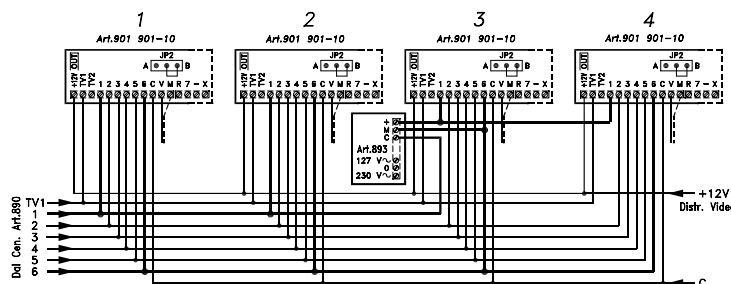 1 2 3 4
Art.901 901-10 Art.901 901-10 Art.901 901-10 Art.901 901-10
OUT JP2 OUT JP2 OUT JP2 OUT JP2
A B A B A B A B
+12V TV1 TV2 1 2 3 4 5 6 C V M R 7 - X
+12V TV1 TV2 1 2 3 4 5 6 C V M R 7 - X
+12V TV1 TV2 1 2 3 4 5 6 C V M R 7 - X
+12V TV1 TV2 1 2 3 4 5 6 C V M R 7 - X
+
M
C
Art.893
127 V~
0
230 V~
Dal Cen. Art.890
TV1
1
2
3
4
5
6
+12V
Distr. Vide
C